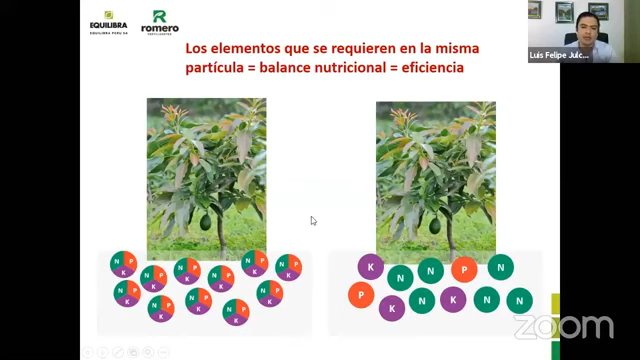 EQUILIBRA
EQUILIBRA PERÚ SA
R
romero
FERTILIZANTES
Los elementos que se requieren en la misma
partícula = balance nutricional = eficiencia
Luis Felipe Julc...
N P K
N P K
N P K
N P K
N P K
N P K
N P K
N P K
N P K
N P K
N P K
K N N P N
P K N K N N
zoom